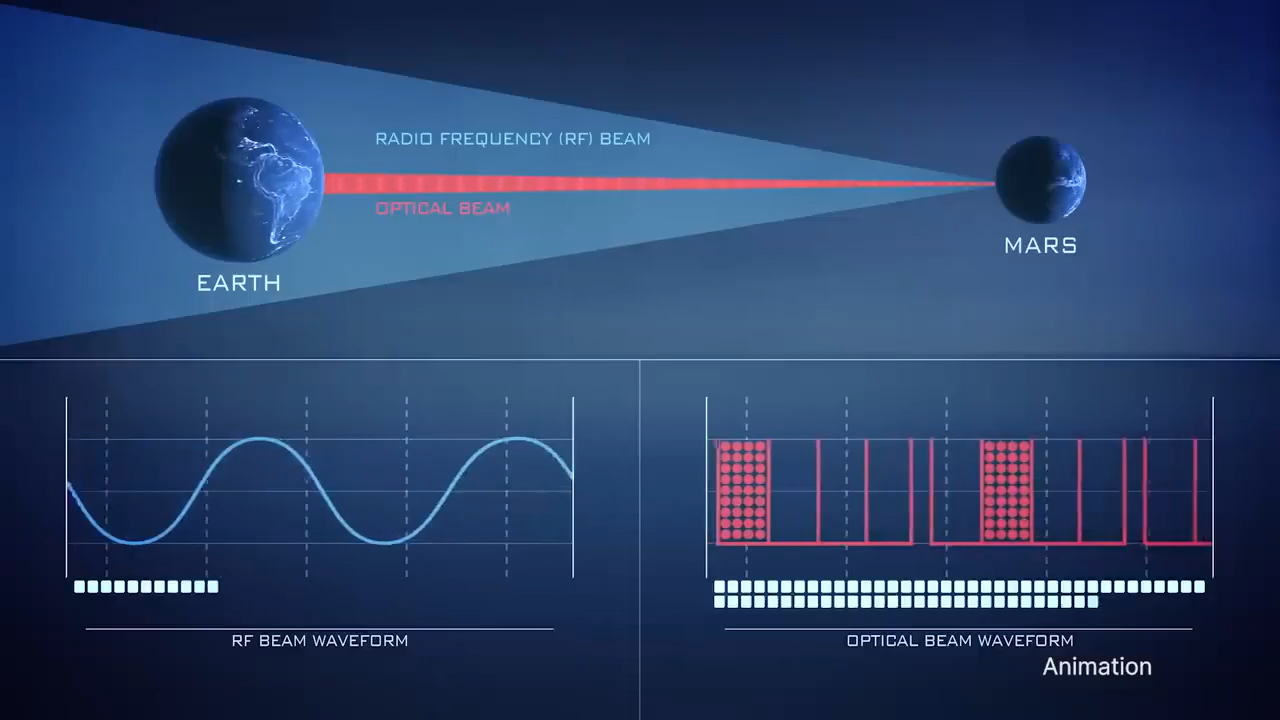 RADIO FREQUENCY (RF) BEAM
OPTICAL BEAM
EARTH
MARS
RF BEAM WAVEFORM
OPTICAL BEAM WAVEFORM
Animation